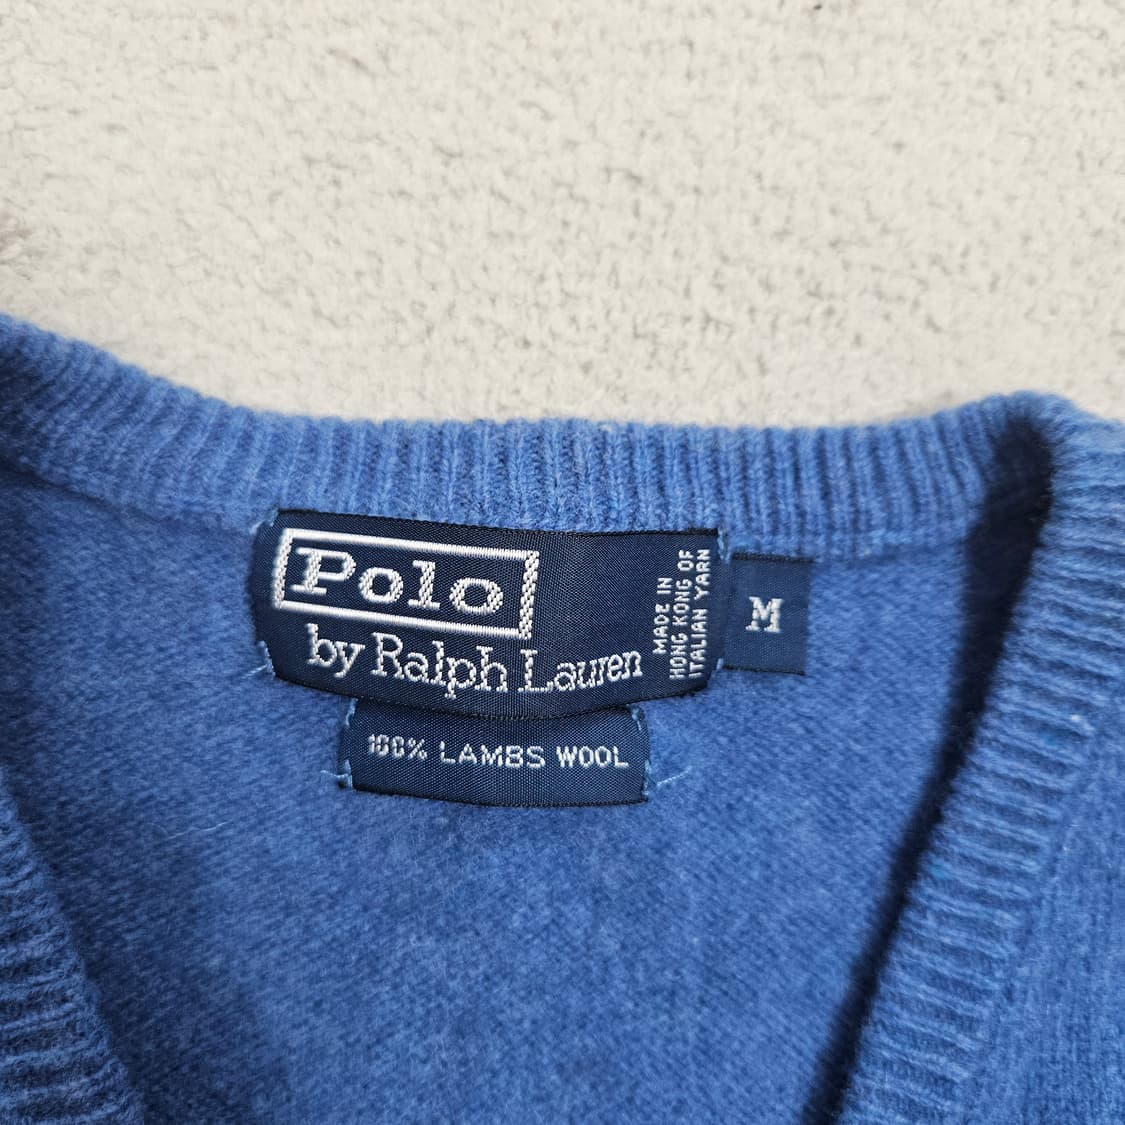 Polo
by Ralph Lauren
MADE IN
HONG KONG OF
ITALIAN YARN
M
100% LAMBS WOOL